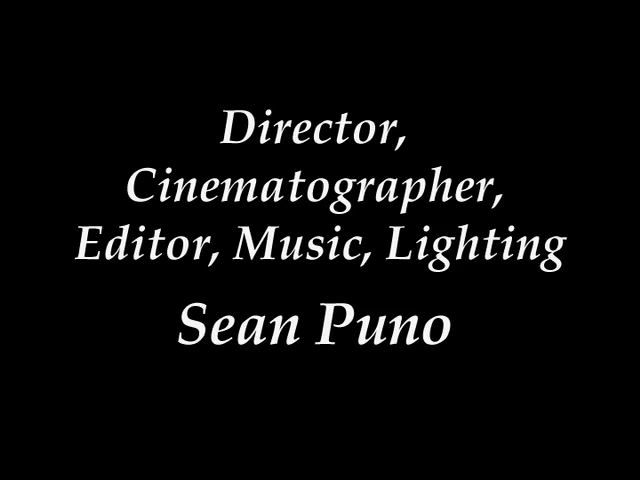 Director,
Cinematographer,
Editor, Music, Lighting
Sean Puno